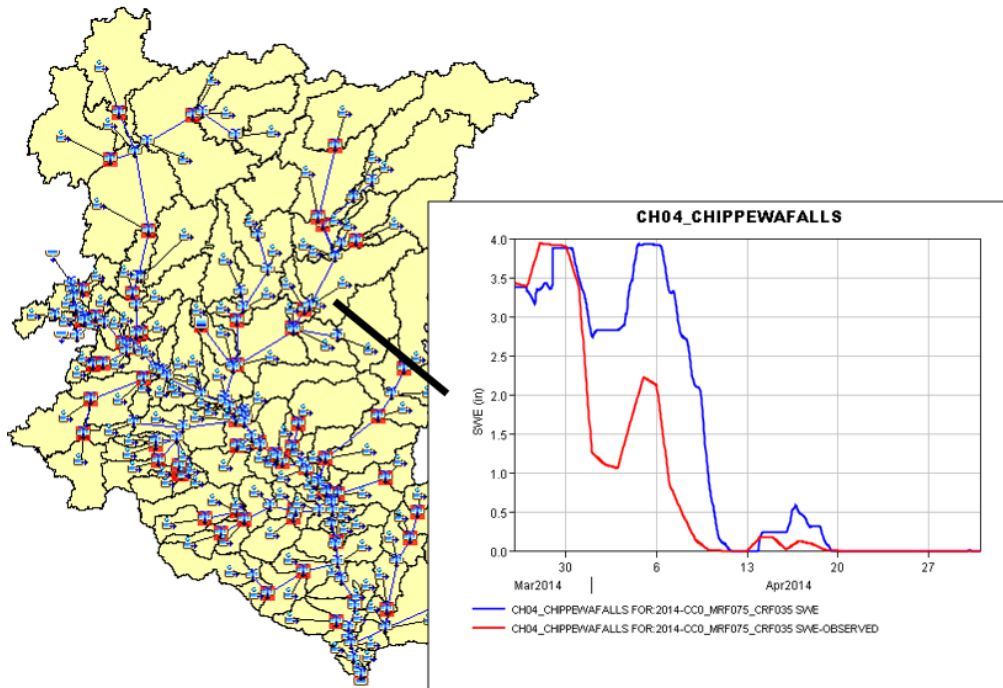 CH04_CHIPPEWAFALLS
4.0
3.5
3.0
2.5
2.0
1.5
1.0
0.5
0.0
SWE (in)
30 6 13 20 27
Mar2014 Apr2014
CH04_CHIPPEWAFALLS FOR:2014-CC0_MRF075_CRF035 SWE
CH04_CHIPPEWAFALLS FOR:2014-CC0_MRF075_CRF035 SWE-OBSERVED